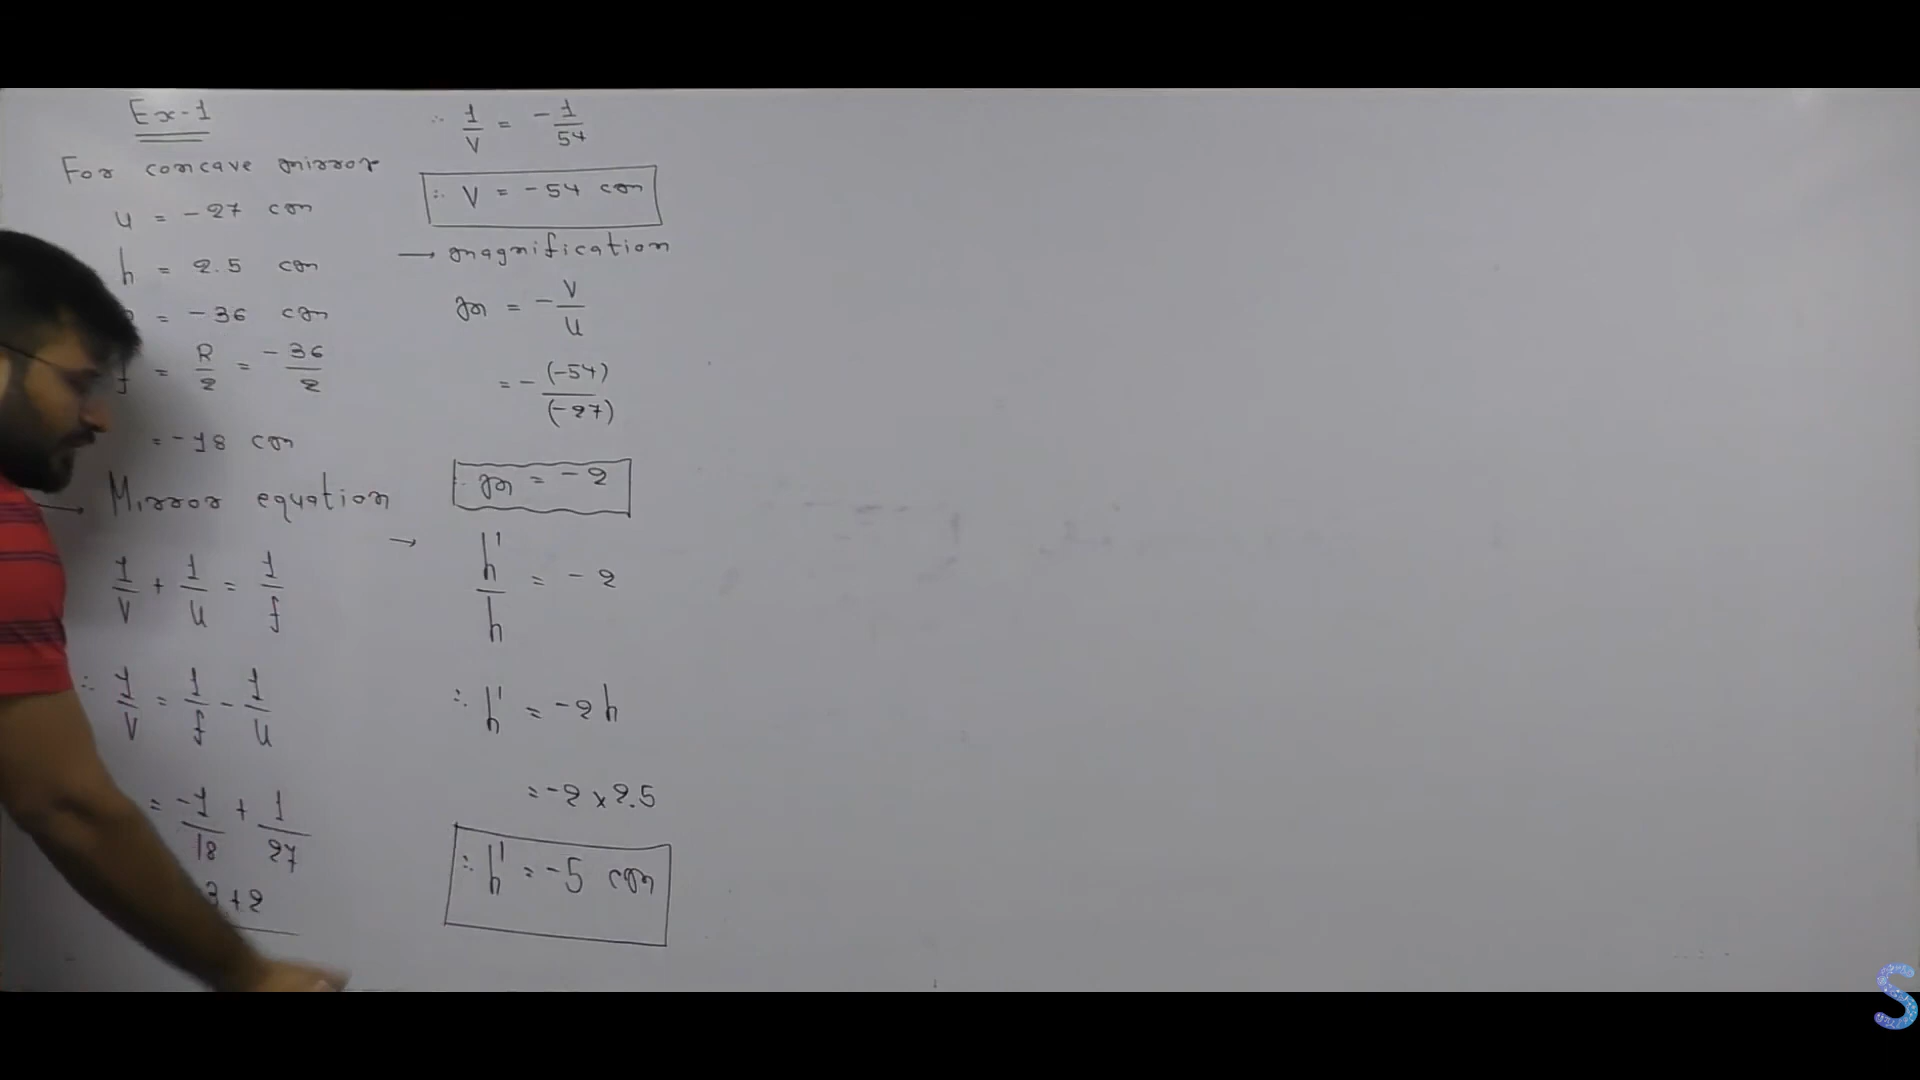 Ex-1
For concave mirror
u = -27 cm
h = 2.5 cm
= -36 cm
= R/2 = -36/2
= -18 cm
→ Mirror equation
1/v + 1/u = 1/f
∴ 1/v = 1/f - 1/u
= -1/18 + 1/27
3+2
∴ 1/v = -1/54
∴ v = -54 cm
→ magnification
m = -v/u
= -(-54)/(-27)
∴ m = -2
→ h'/h = -2
∴ h' = -2h
= -2 x 2.5
∴ h' = -5 cm
S